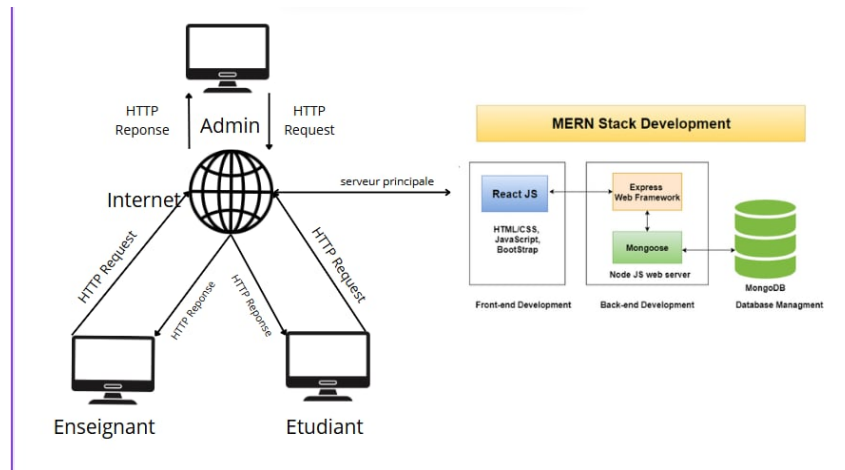 HTTP
Reponse
Admin
HTTP
Request
Internet
serveur principale
HTTP Request
HTTP Reponse
HTTP Reponse
HTTP Request
Enseignant
Etudiant
MERN Stack Development
React JS
HTML/CSS,
JavaScript,
BootStrap
Front-end Development
Express
Web Framework
Mongoose
Node JS web server
Back-end Development
MongoDB
Database Managment